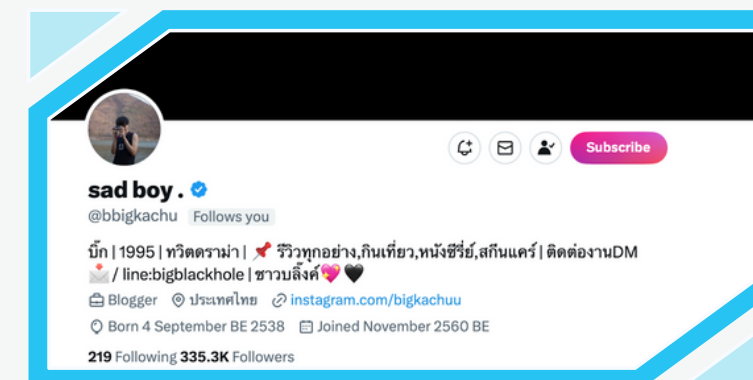 Subscribe
sad boy .
@bbigkachu Follows you
บิ๊ก | 1995 | ทวิตดราม่า | 📌 รีวิวทุกอย่าง,กินเที่ยว,หนังซีรี่ย์,สกีนแคร์ | ติดต่องานDM
📩 / line:bigblackhole | ชาวบลิ๊งค์💖🖤
Blogger ประเทศไทย instagram.com/bigkachuu
Born 4 September BE 2538 Joined November 2560 BE
219 Following 335.3K Followers